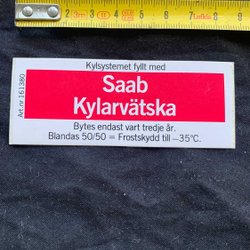 Kylsystemet fyllt med
Saab
Kylarvätska
Bytes endast vart tredje år.
Blandas 50/50 = Frostskydd till −35°C.
Art.nr 161380